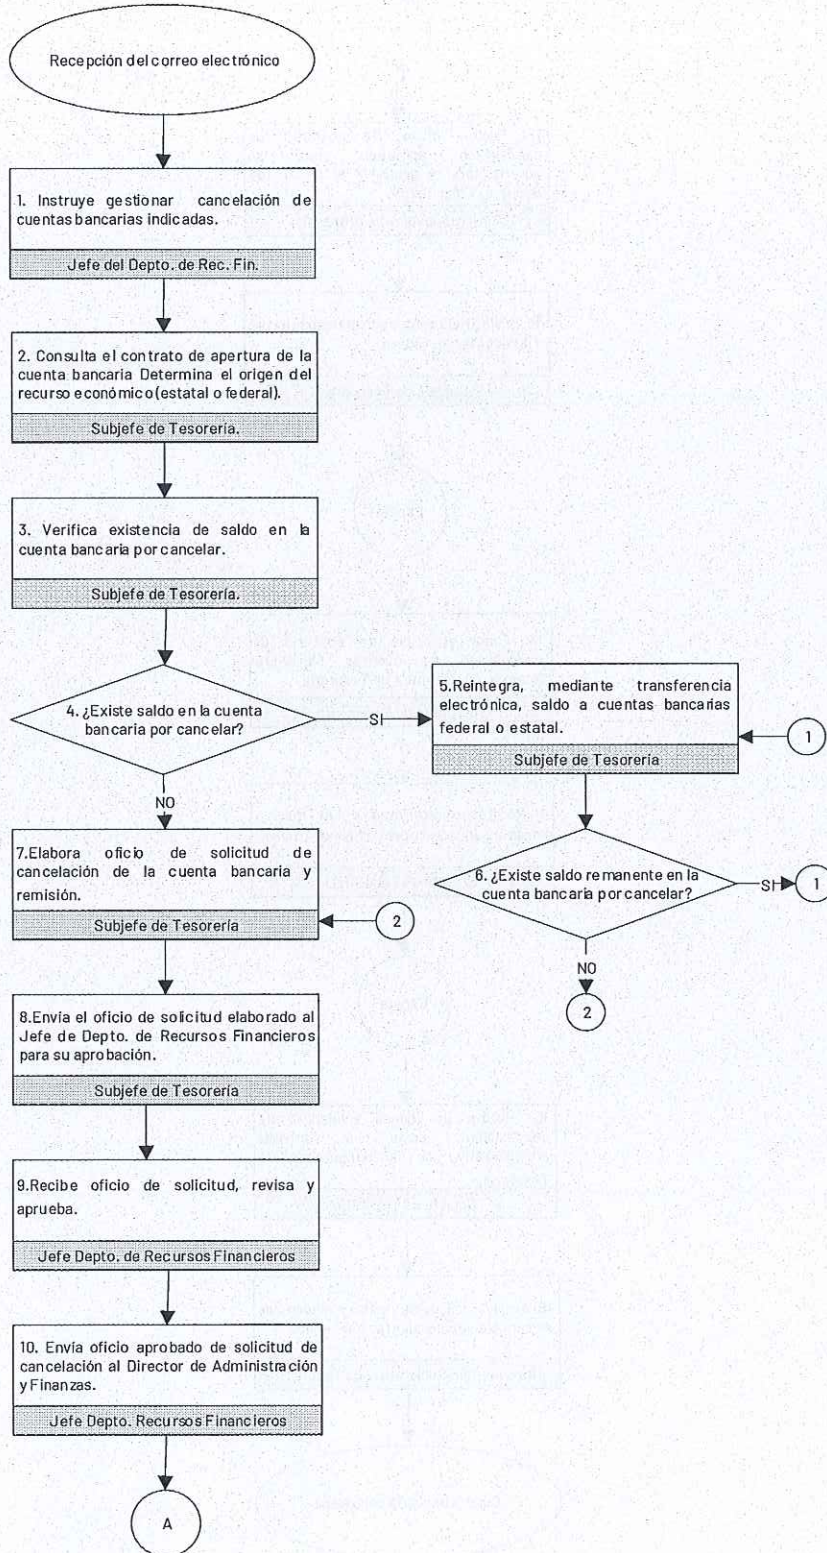 Recepción del correo electrónico
1. Instruye gestionar cancelación de
cuentas bancarias indicadas.
Jefe del Depto. de Rec. Fin.
2. Consulta el contrato de apertura de la
cuenta bancaria Determina el origen del
recurso económico (estatal o federal).
Subjefe de Tesorería.
3. Verifica existencia de saldo en la
cuenta bancaria por cancelar.
Subjefe de Tesorería.
4. ¿Existe saldo en la cuenta
bancaria por cancelar?
SI
5.Reintegra, mediante transferencia
electrónica, saldo a cuentas bancarias
federal o estatal.
Subjefe de Tesorería
1
NO
6. ¿Existe saldo remanente en la
cuenta bancaria por cancelar?
SI
1
NO
2
7.Elabora oficio de solicitud de
cancelación de la cuenta bancaria y
remisión.
Subjefe de Tesorería
2
8.Envía el oficio de solicitud elaborado al
Jefe de Depto. de Recursos Financieros
para su aprobación.
Subjefe de Tesorería
9.Recibe oficio de solicitud, revisa y
aprueba.
Jefe Depto. de Recursos Financieros
10. Envía oficio aprobado de solicitud de
cancelación al Director de Administración
y Finanzas.
Jefe Depto. Recursos Financieros
A